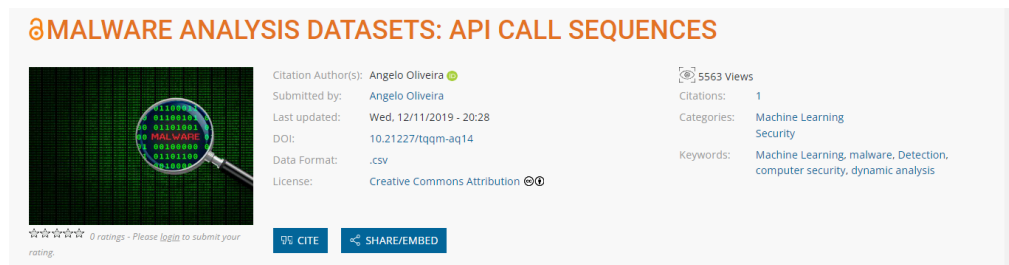 MALWARE ANALYSIS DATASETS: API CALL SEQUENCES
Citation Author(s): Angelo Oliveira
Submitted by: Angelo Oliveira
Last updated: Wed, 12/11/2019 - 20:28
DOI: 10.21227/tqqm-aq14
Data Format: .csv
License: Creative Commons Attribution
5563 Views
Citations: 1
Categories: Machine Learning
Security
Keywords: Machine Learning, malware, Detection,
computer security, dynamic analysis
MALWARE
0 ratings - Please login to submit your
rating.
CITE
SHARE/EMBED